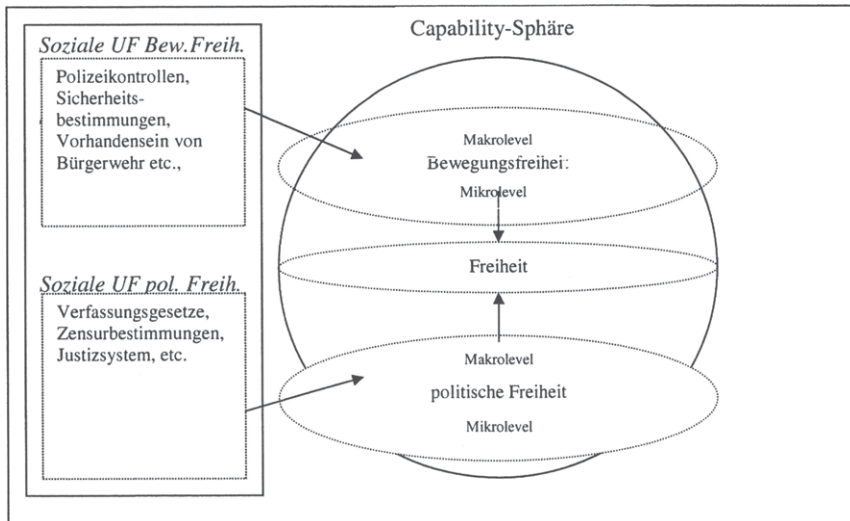 Capability-Sphäre
Soziale UF Bew.Freih.
Polizeikontrollen,
Sicherheits-
bestimmungen,
Vorhandensein von
Bürgerwehr etc.,
Makrolevel
Bewegungsfreihei:
Mikrolevel
Freiheit
Soziale UF pol. Freih.
Verfassungsgesetze,
Zensurbestimmungen,
Justizsystem, etc.
Makrolevel
politische Freiheit
Mikrolevel